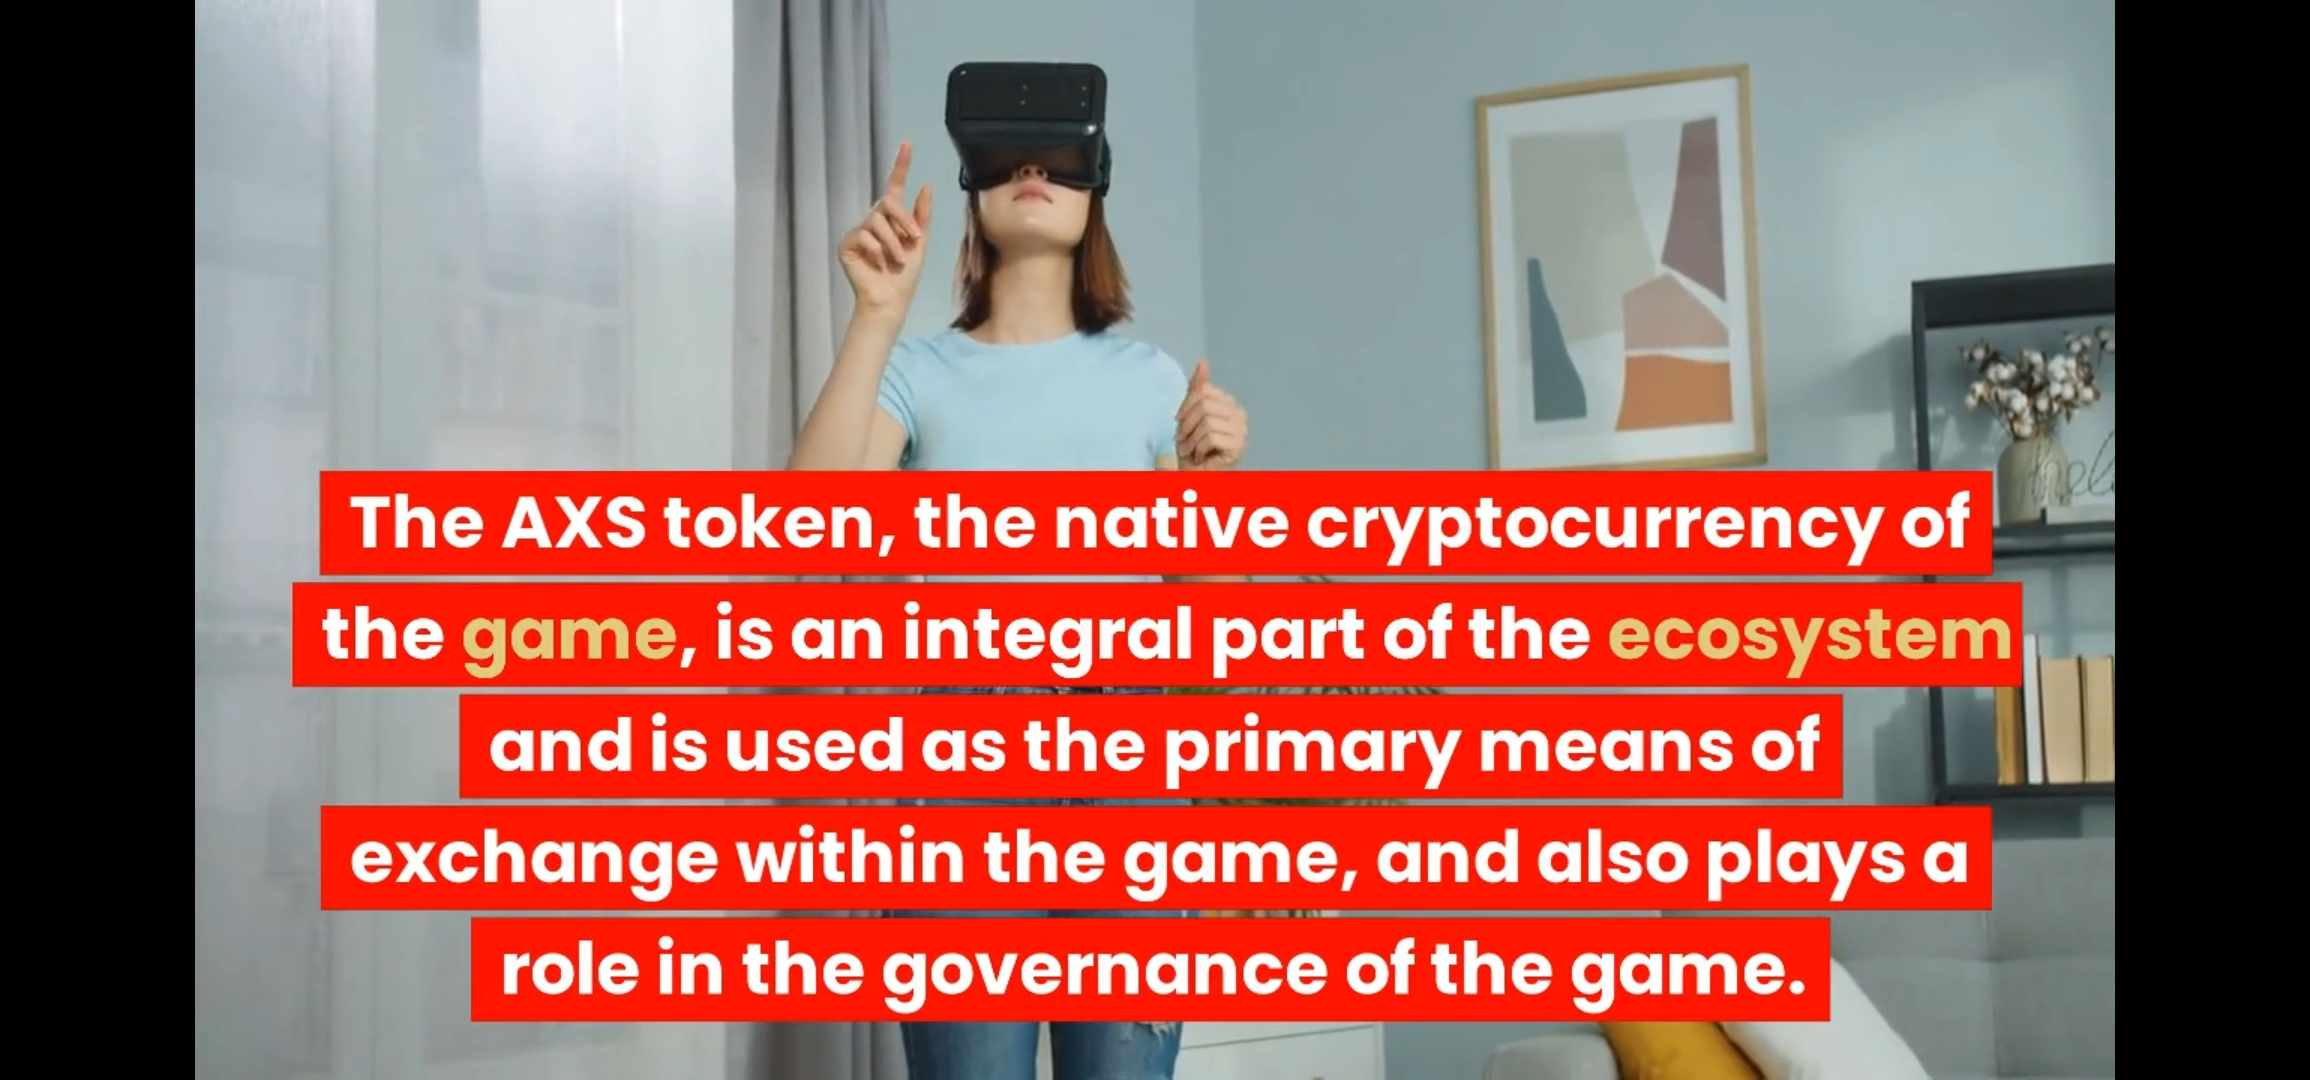 The AXS token, the native cryptocurrency of
the game, is an integral part of the ecosystem
and is used as the primary means of
exchange within the game, and also plays a
role in the governance of the game.